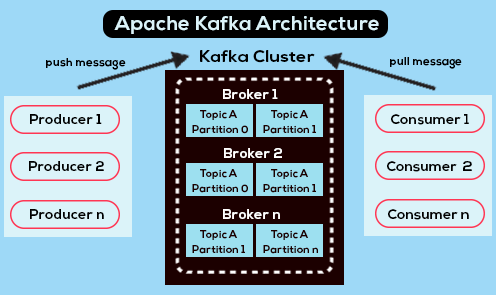 Apache Kafka Architecture
push message
Kafka Cluster
pull message
Producer 1
Producer 2
Producer n
Broker 1
Topic A
Partition 0
Topic A
Partition 1
Broker 2
Topic A
Partition 0
Topic A
Partition 1
Broker n
Topic A
Partition 1
Topic A
Partition n
Consumer 1
Consumer 2
Consumer n